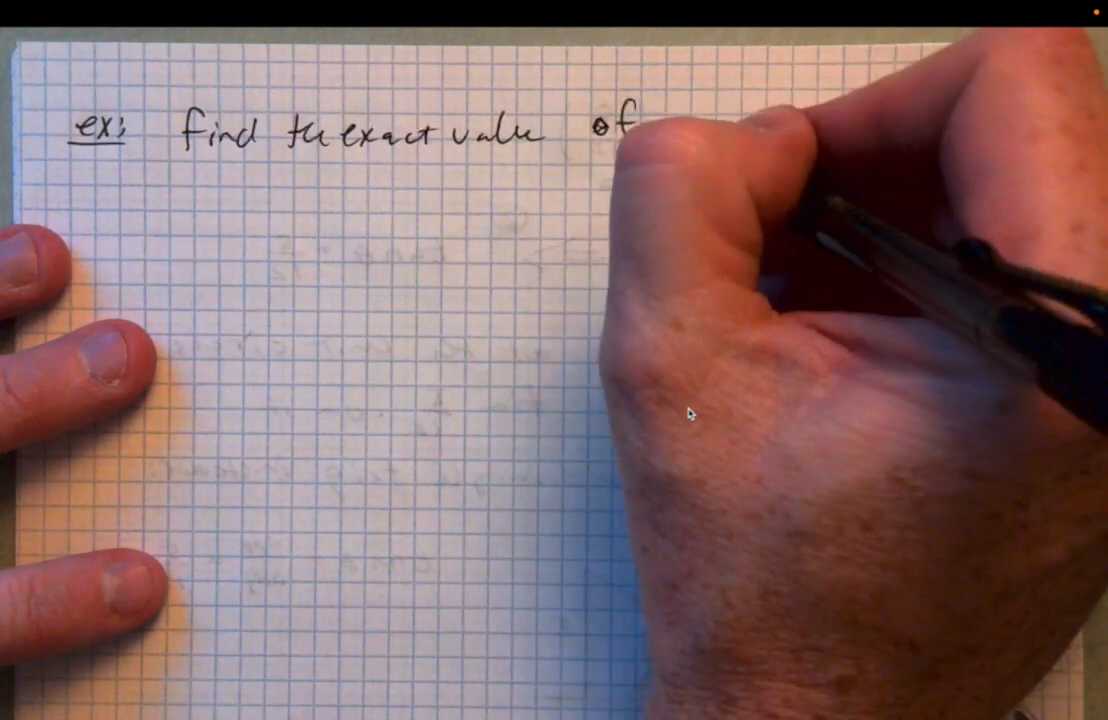 ex: find the exact value of